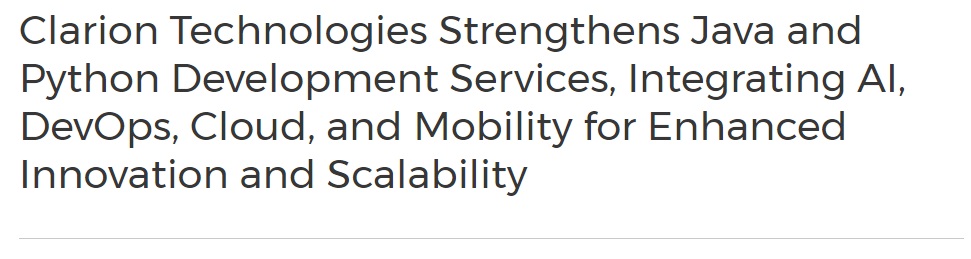 Clarion Technologies Strengthens Java and
Python Development Services, Integrating AI,
DevOps, Cloud, and Mobility for Enhanced
Innovation and Scalability